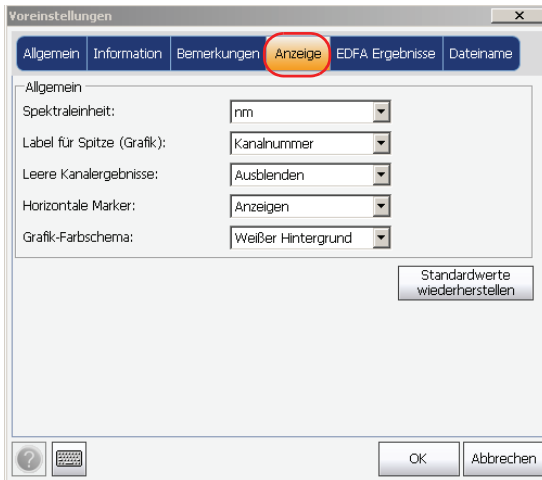 Voreinstellungen
Allgemein Information Bemerkungen Anzeige EDFA Ergebnisse Dateiname
Allgemein
Spektraleinheit: nm
Label für Spitze (Grafik): Kanalnummer
Leere Kanalergebnisse: Ausblenden
Horizontale Marker: Anzeigen
Grafik-Farbschema: Weißer Hintergrund
Standardwerte
wiederherstellen
? OK Abbrechen